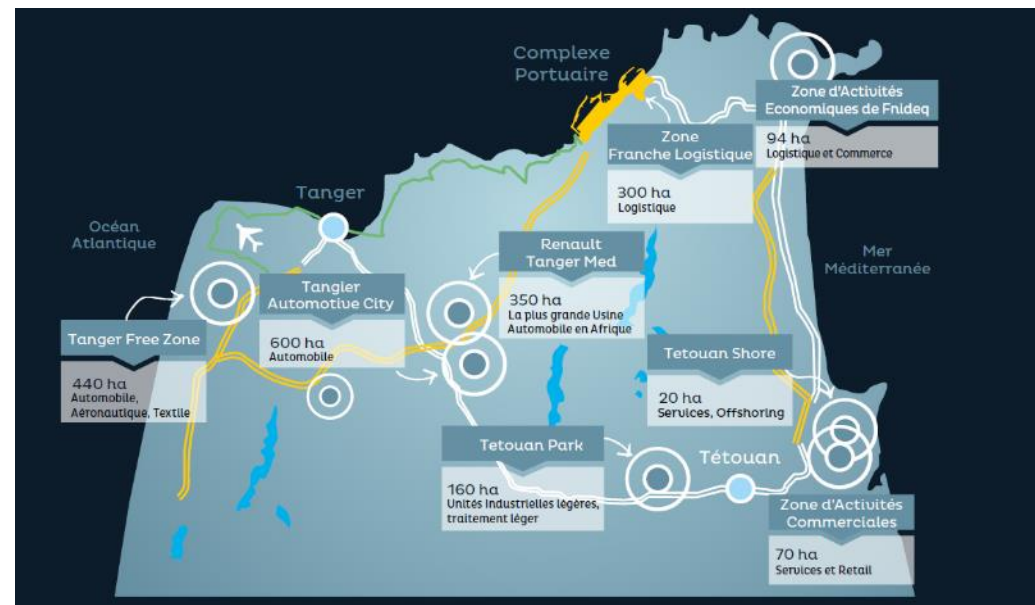 Complexe
Portuaire
Zone d'Activités
Economiques de Fnideq
94 ha
Logistique et Commerce
Zone
Franche Logistique
300 ha
Logistique
Tanger
Océan
Atlantique
Mer
Méditerranée
Renault
Tanger Med
350 ha
La plus grande Usine
Automobile en Afrique
Tangier
Automotive City
600 ha
Automobile
Tanger Free Zone
440 ha
Automobile,
Aéronautique, Textile
Tetouan Shore
20 ha
Services, Offshoring
Tetouan Park
160 ha
Unités Industrielles légères,
traitement léger
Tétouan
Zone d'Activités
Commerciales
70 ha
Services et Retail